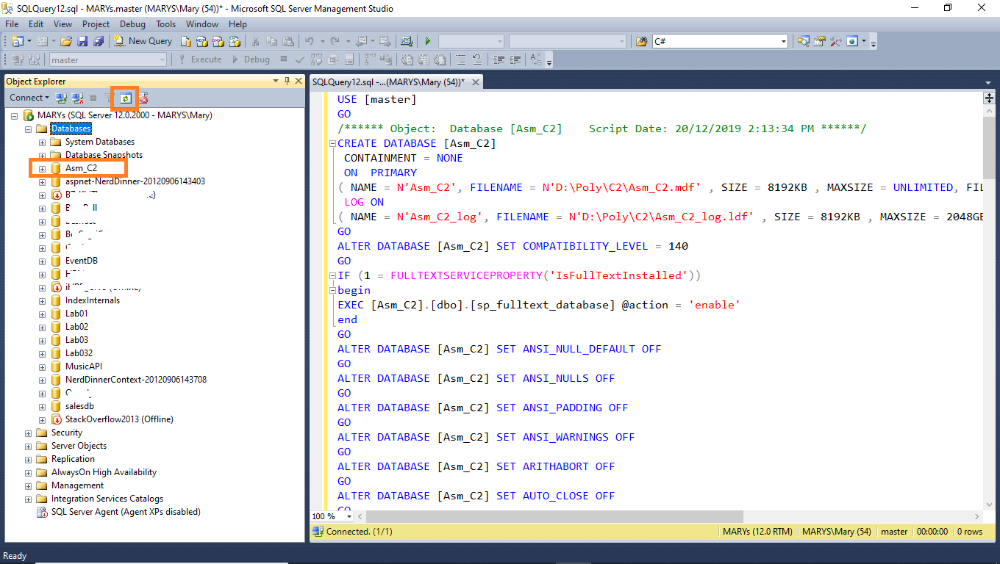 SQLQuery12.sql - MARYs.master (MARYS\Mary (54))* - Microsoft SQL Server Management Studio
File Edit View Project Debug Tools Window Help
New Query C#
master Execute Debug
Object Explorer
Connect
MARYs (SQL Server 12.0.2000 - MARYS\Mary)
Databases
System Databases
Database Snapshots
Asm_C2
aspnet-NerdDinner-20120906143403
EventDB
IndexInternals
Lab01
Lab02
Lab03
Lab032
MusicAPI
NerdDinnerContext-20120906143708
salesdb
StackOverflow2013 (Offline)
Security
Server Objects
Replication
AlwaysOn High Availability
Management
Integration Services Catalogs
SQL Server Agent (Agent XPs disabled)
SQLQuery12.sql -...(MARYS\Mary (54))*
USE [master]
GO
/****** Object:  Database [Asm_C2]    Script Date: 20/12/2019 2:13:34 PM ******/
CREATE DATABASE [Asm_C2]
CONTAINMENT = NONE
ON  PRIMARY
( NAME = N'Asm_C2', FILENAME = N'D:\Poly\C2\Asm_C2.mdf' , SIZE = 8192KB , MAXSIZE = UNLIMITED, FIL
LOG ON
( NAME = N'Asm_C2_log', FILENAME = N'D:\Poly\C2\Asm_C2_log.ldf' , SIZE = 8192KB , MAXSIZE = 2048GB
GO
ALTER DATABASE [Asm_C2] SET COMPATIBILITY_LEVEL = 140
GO
IF (1 = FULLTEXTSERVICEPROPERTY('IsFullTextInstalled'))
begin
EXEC [Asm_C2].[dbo].[sp_fulltext_database] @action = 'enable'
end
GO
ALTER DATABASE [Asm_C2] SET ANSI_NULL_DEFAULT OFF
GO
ALTER DATABASE [Asm_C2] SET ANSI_NULLS OFF
GO
ALTER DATABASE [Asm_C2] SET ANSI_PADDING OFF
GO
ALTER DATABASE [Asm_C2] SET ANSI_WARNINGS OFF
GO
ALTER DATABASE [Asm_C2] SET ARITHABORT OFF
GO
ALTER DATABASE [Asm_C2] SET AUTO_CLOSE OFF
GO
100 %
Connected. (1/1) MARYs (12.0 RTM) MARYS\Mary (54) master 00:00:00 0 rows
Ready